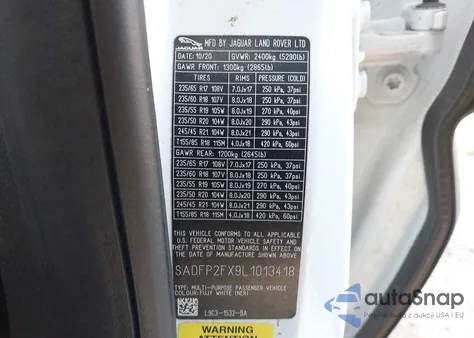 JAGUAR
MFD BY JAGUAR LAND ROVER LTD
DATE: 10/20 GVWR: 2400kg (5290lb)
GAWR FRONT: 1300kg (2865lb)
TIRES RIMS PRESSURE (COLD)
235/65 R17 108V 7.0Jx17 250 kPa, 37psi
235/60 R18 107V 8.0Jx18 250 kPa, 37psi
235/55 R19 105W 8.0Jx19 270 kPa, 40psi
245/50 R20 104W 8.0Jx20 290 kPa, 43psi
245/45 R21 104W 8.0Jx21 290 kPa, 43psi
T155/85 R18 115M 4.0Jx18 420 kPa, 60psi
GAWR REAR: 1200kg (2645lb)
235/65 R17 108V 7.0Jx17 250 kPa, 37psi
235/60 R18 107V 8.0Jx18 250 kPa, 37psi
235/55 R19 105W 8.0Jx19 270 kPa, 40psi
245/50 R20 104W 8.0Jx20 290 kPa, 43psi
245/45 R21 104W 8.0Jx21 290 kPa, 43psi
T155/85 R18 115M 4.0Jx18 420 kPa, 60psi
THIS VEHICLE CONFORMS TO ALL
APPLICABLE U.S. FEDERAL MOTOR
VEHICLE SAFETY, BUMPER AND THEFT
PREVENTION STANDARDS IN EFFECT
ON THE DATE OF MANUFACTURE
SHOWN ABOVE.
SADFP2FX9L1013418
TYPE: MULTI-PURPOSE PASSENGER VEHICLE
COLOUR: FUJI WHITE (NER)
L9C3-1532-BA
WARNING
ATTENTION
AutoSnap
Powered by